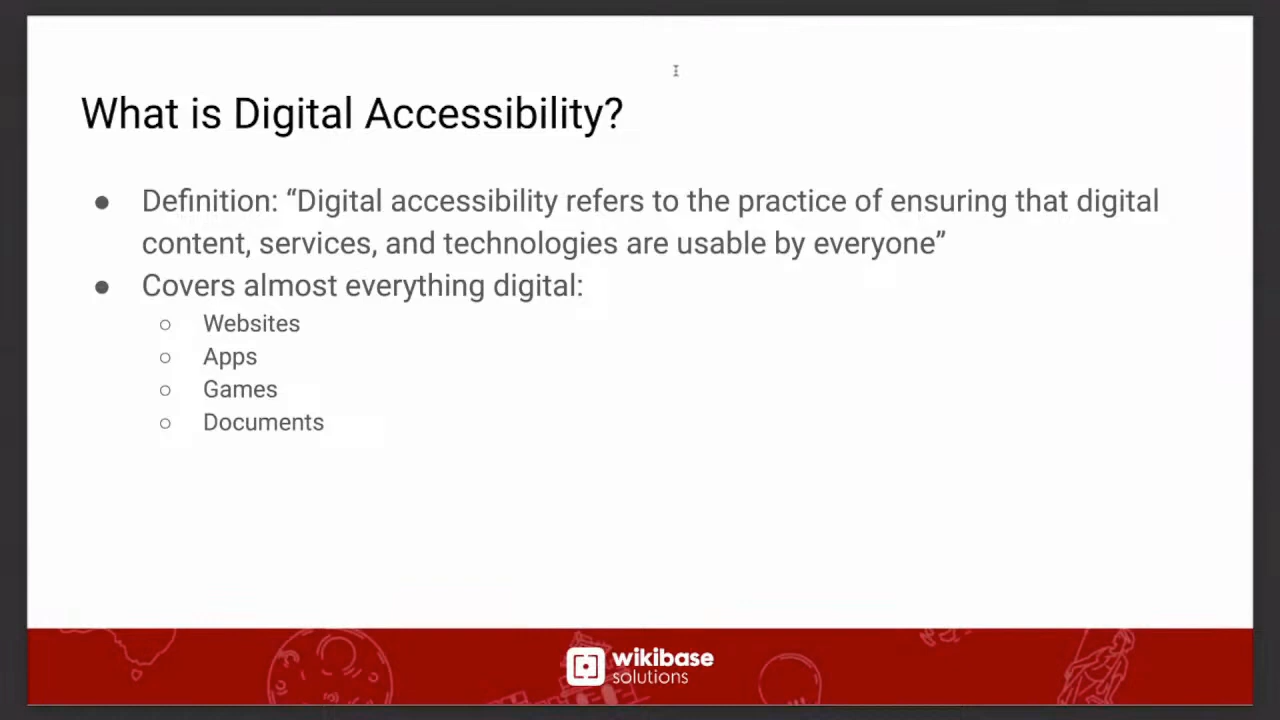 What is Digital Accessibility?
● Definition: “Digital accessibility refers to the practice of ensuring that digital
content, services, and technologies are usable by everyone”
● Covers almost everything digital:
○ Websites
○ Apps
○ Games
○ Documents
wikibase
solutions